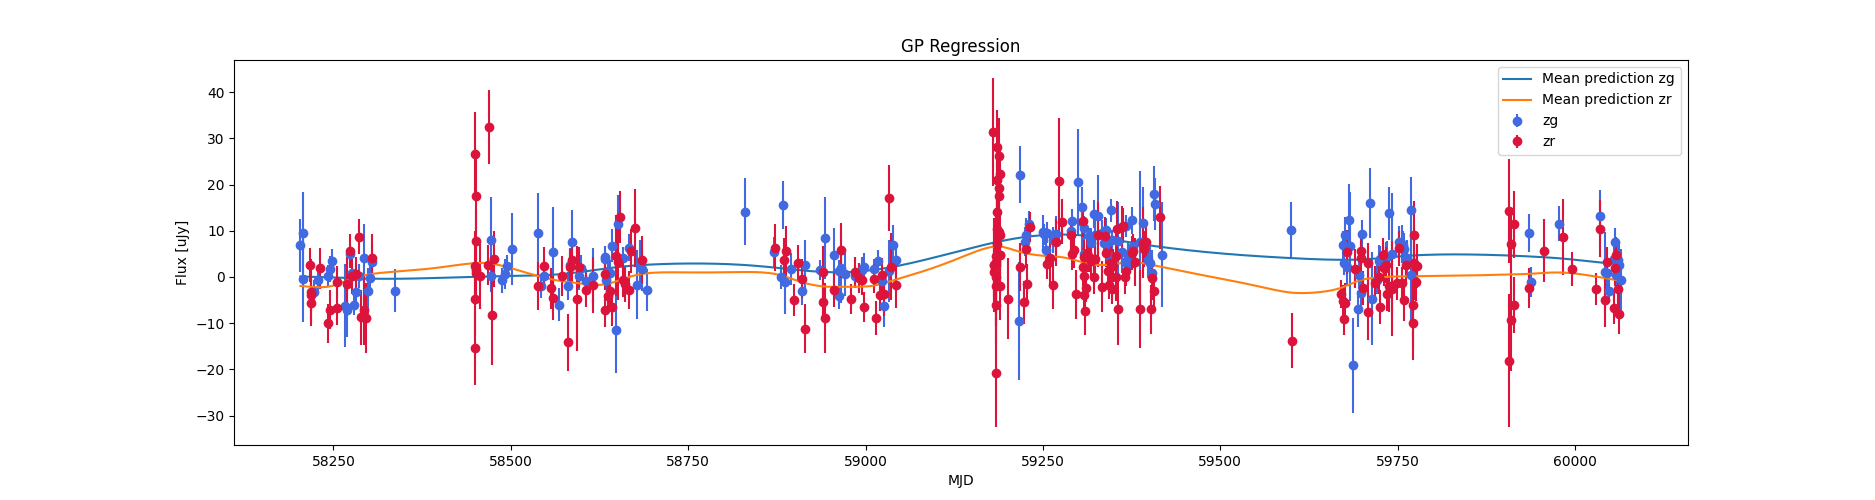 GP Regression
Mean prediction zg
Mean prediction zr
zg
zr
Flux [uJy]
40
30
20
10
0
−10
−20
−30
58250
58500
58750
59000
59250
59500
59750
60000
MJD